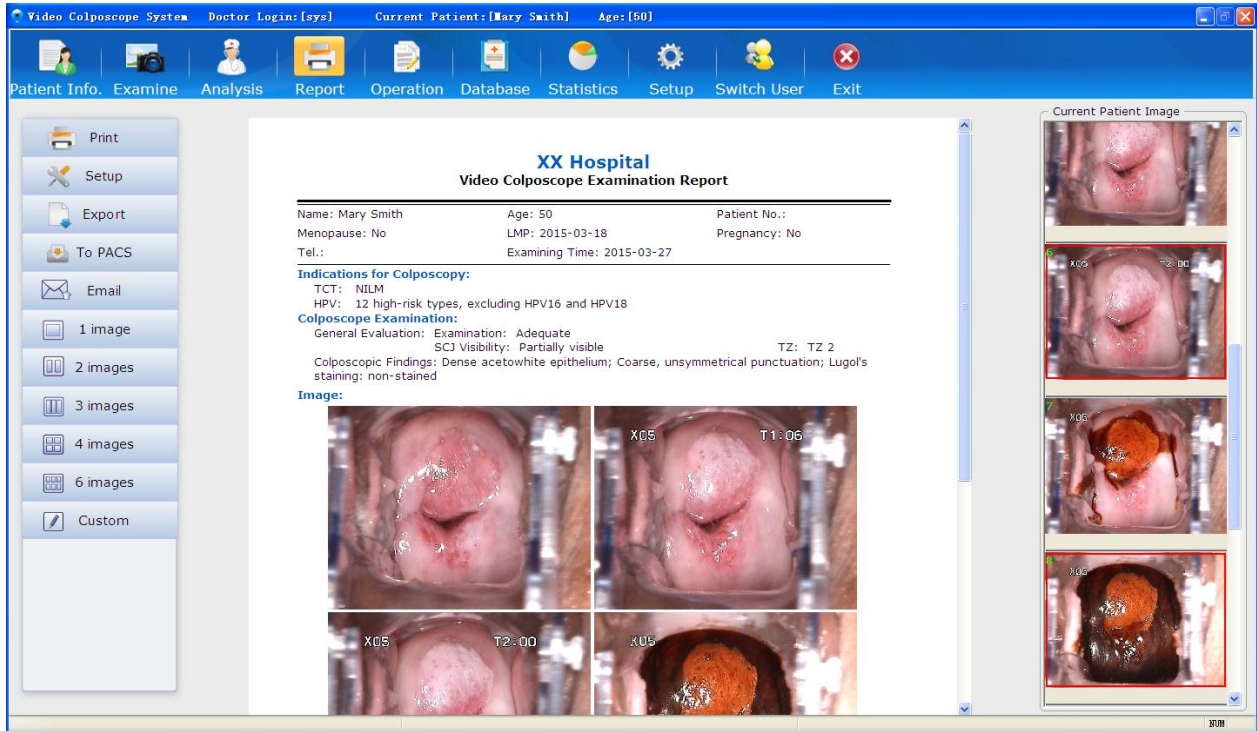 Video Colposcope System Doctor Login:[sys] Current Patient:[Mary Smith] Age:[50]
Patient Info. Examine Analysis Report Operation Database Statistics Setup Switch User Exit
Print
Setup
Export
To PACS
Email
1 image
2 images
3 images
4 images
6 images
Custom
XX Hospital
Video Colposcope Examination Report
Name: Mary Smith Age: 50 Patient No.:
Menopause: No LMP: 2015-03-18 Pregnancy: No
Tel.: Examining Time: 2015-03-27
Indications for Colposcopy:
TCT: NILM
HPV: 12 high-risk types, excluding HPV16 and HPV18
Colposcope Examination:
General Evaluation: Examination: Adequate
SCJ Visibility: Partially visible TZ: TZ 2
Colposcopic Findings: Dense acetowhite epithelium; Coarse, unsymmetrical punctuation; Lugol's
staining: non-stained
Image:
X05 T1:06
X05 T2:00
X05
Current Patient Image
6
X05 T2:00
7
X05
8
X05
NUM